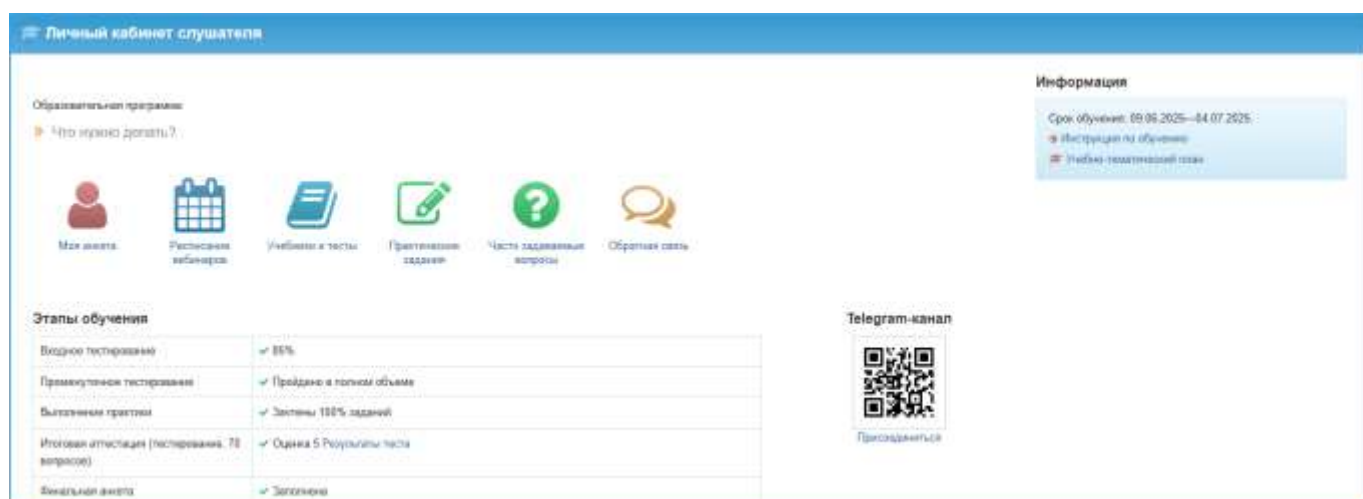 Личный кабинет слушателя
Образовательная программа:
Что нужно делать?
Моя анкета
Расписание
вебинаров
Учебники и тесты
Практические
задания
Часто задаваемые
вопросы
Обратная связь
Информация
Срок обучения: 09.06.2025—04.07.2025.
Инструкция по обучению
Учебно-тематический план
Этапы обучения
Входное тестирование
Промежуточное тестирование
Пройдено в полном объеме
Выполнение практики
Зачтены 100% заданий
Итоговая аттестация (тестирование, 70
вопросов)
Оценка 5 Результаты теста
Финальная анкета
Заполнена
Telegram-канал
Присоединиться